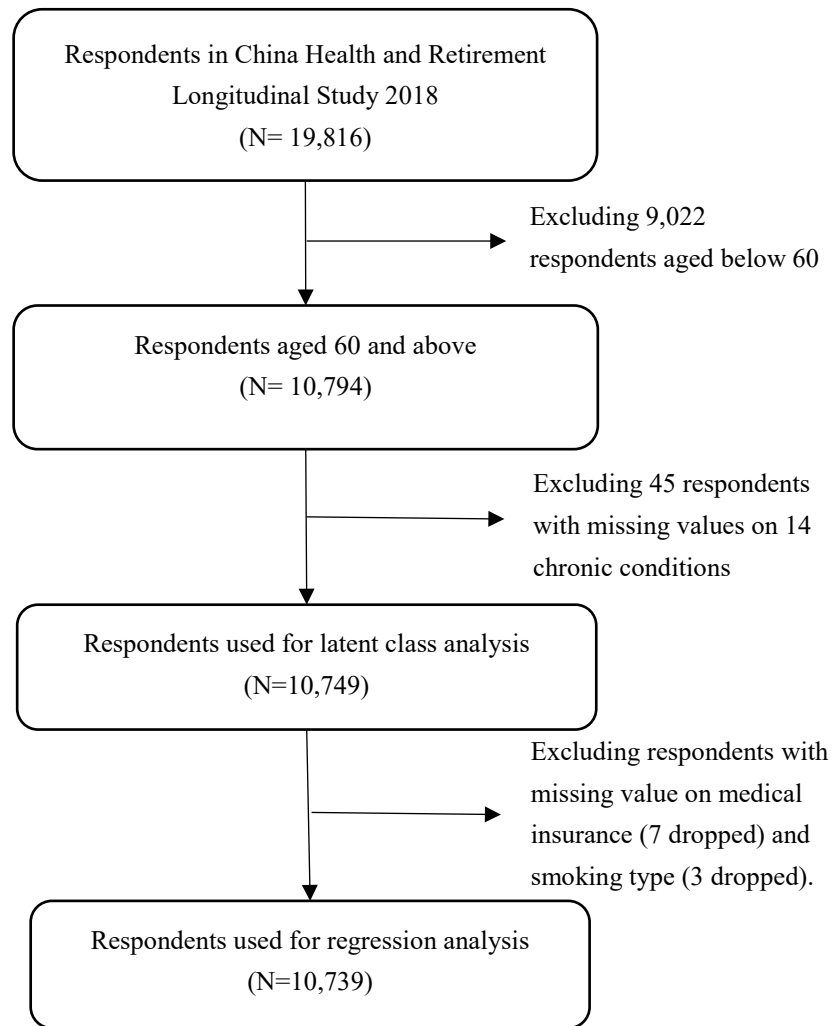 Respondents in China Health and Retirement
Longitudinal Study 2018
(N= 19,816)
Excluding 9,022
respondents aged below 60
Respondents aged 60 and above
(N= 10,794)
Excluding 45 respondents
with missing values on 14
chronic conditions
Respondents used for latent class analysis
(N=10,749)
Excluding respondents with
missing value on medical
insurance (7 dropped) and
smoking type (3 dropped).
Respondents used for regression analysis
(N=10,739)